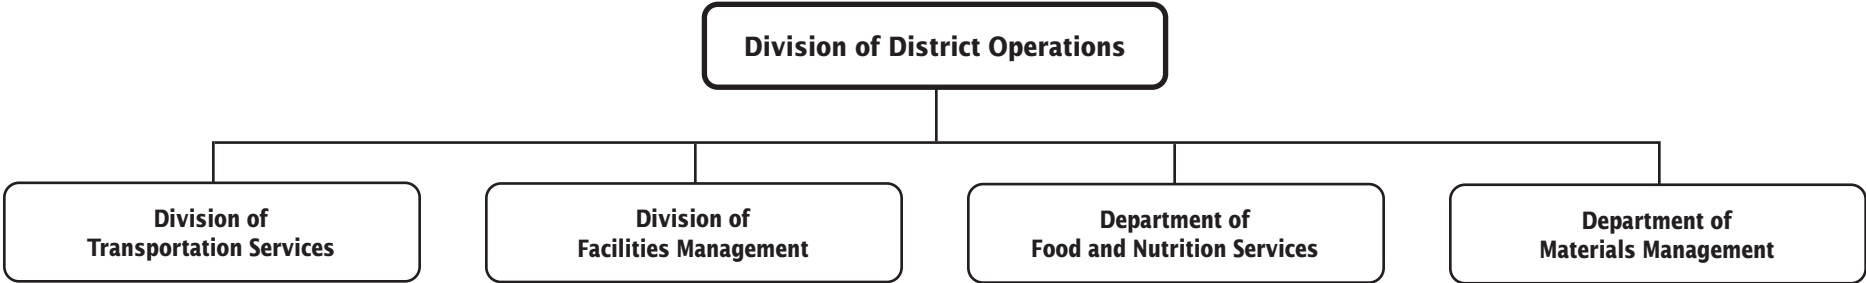 Division of District Operations
Division of
Transportation Services
Division of
Facilities Management
Department of
Food and Nutrition Services
Department of
Materials Management